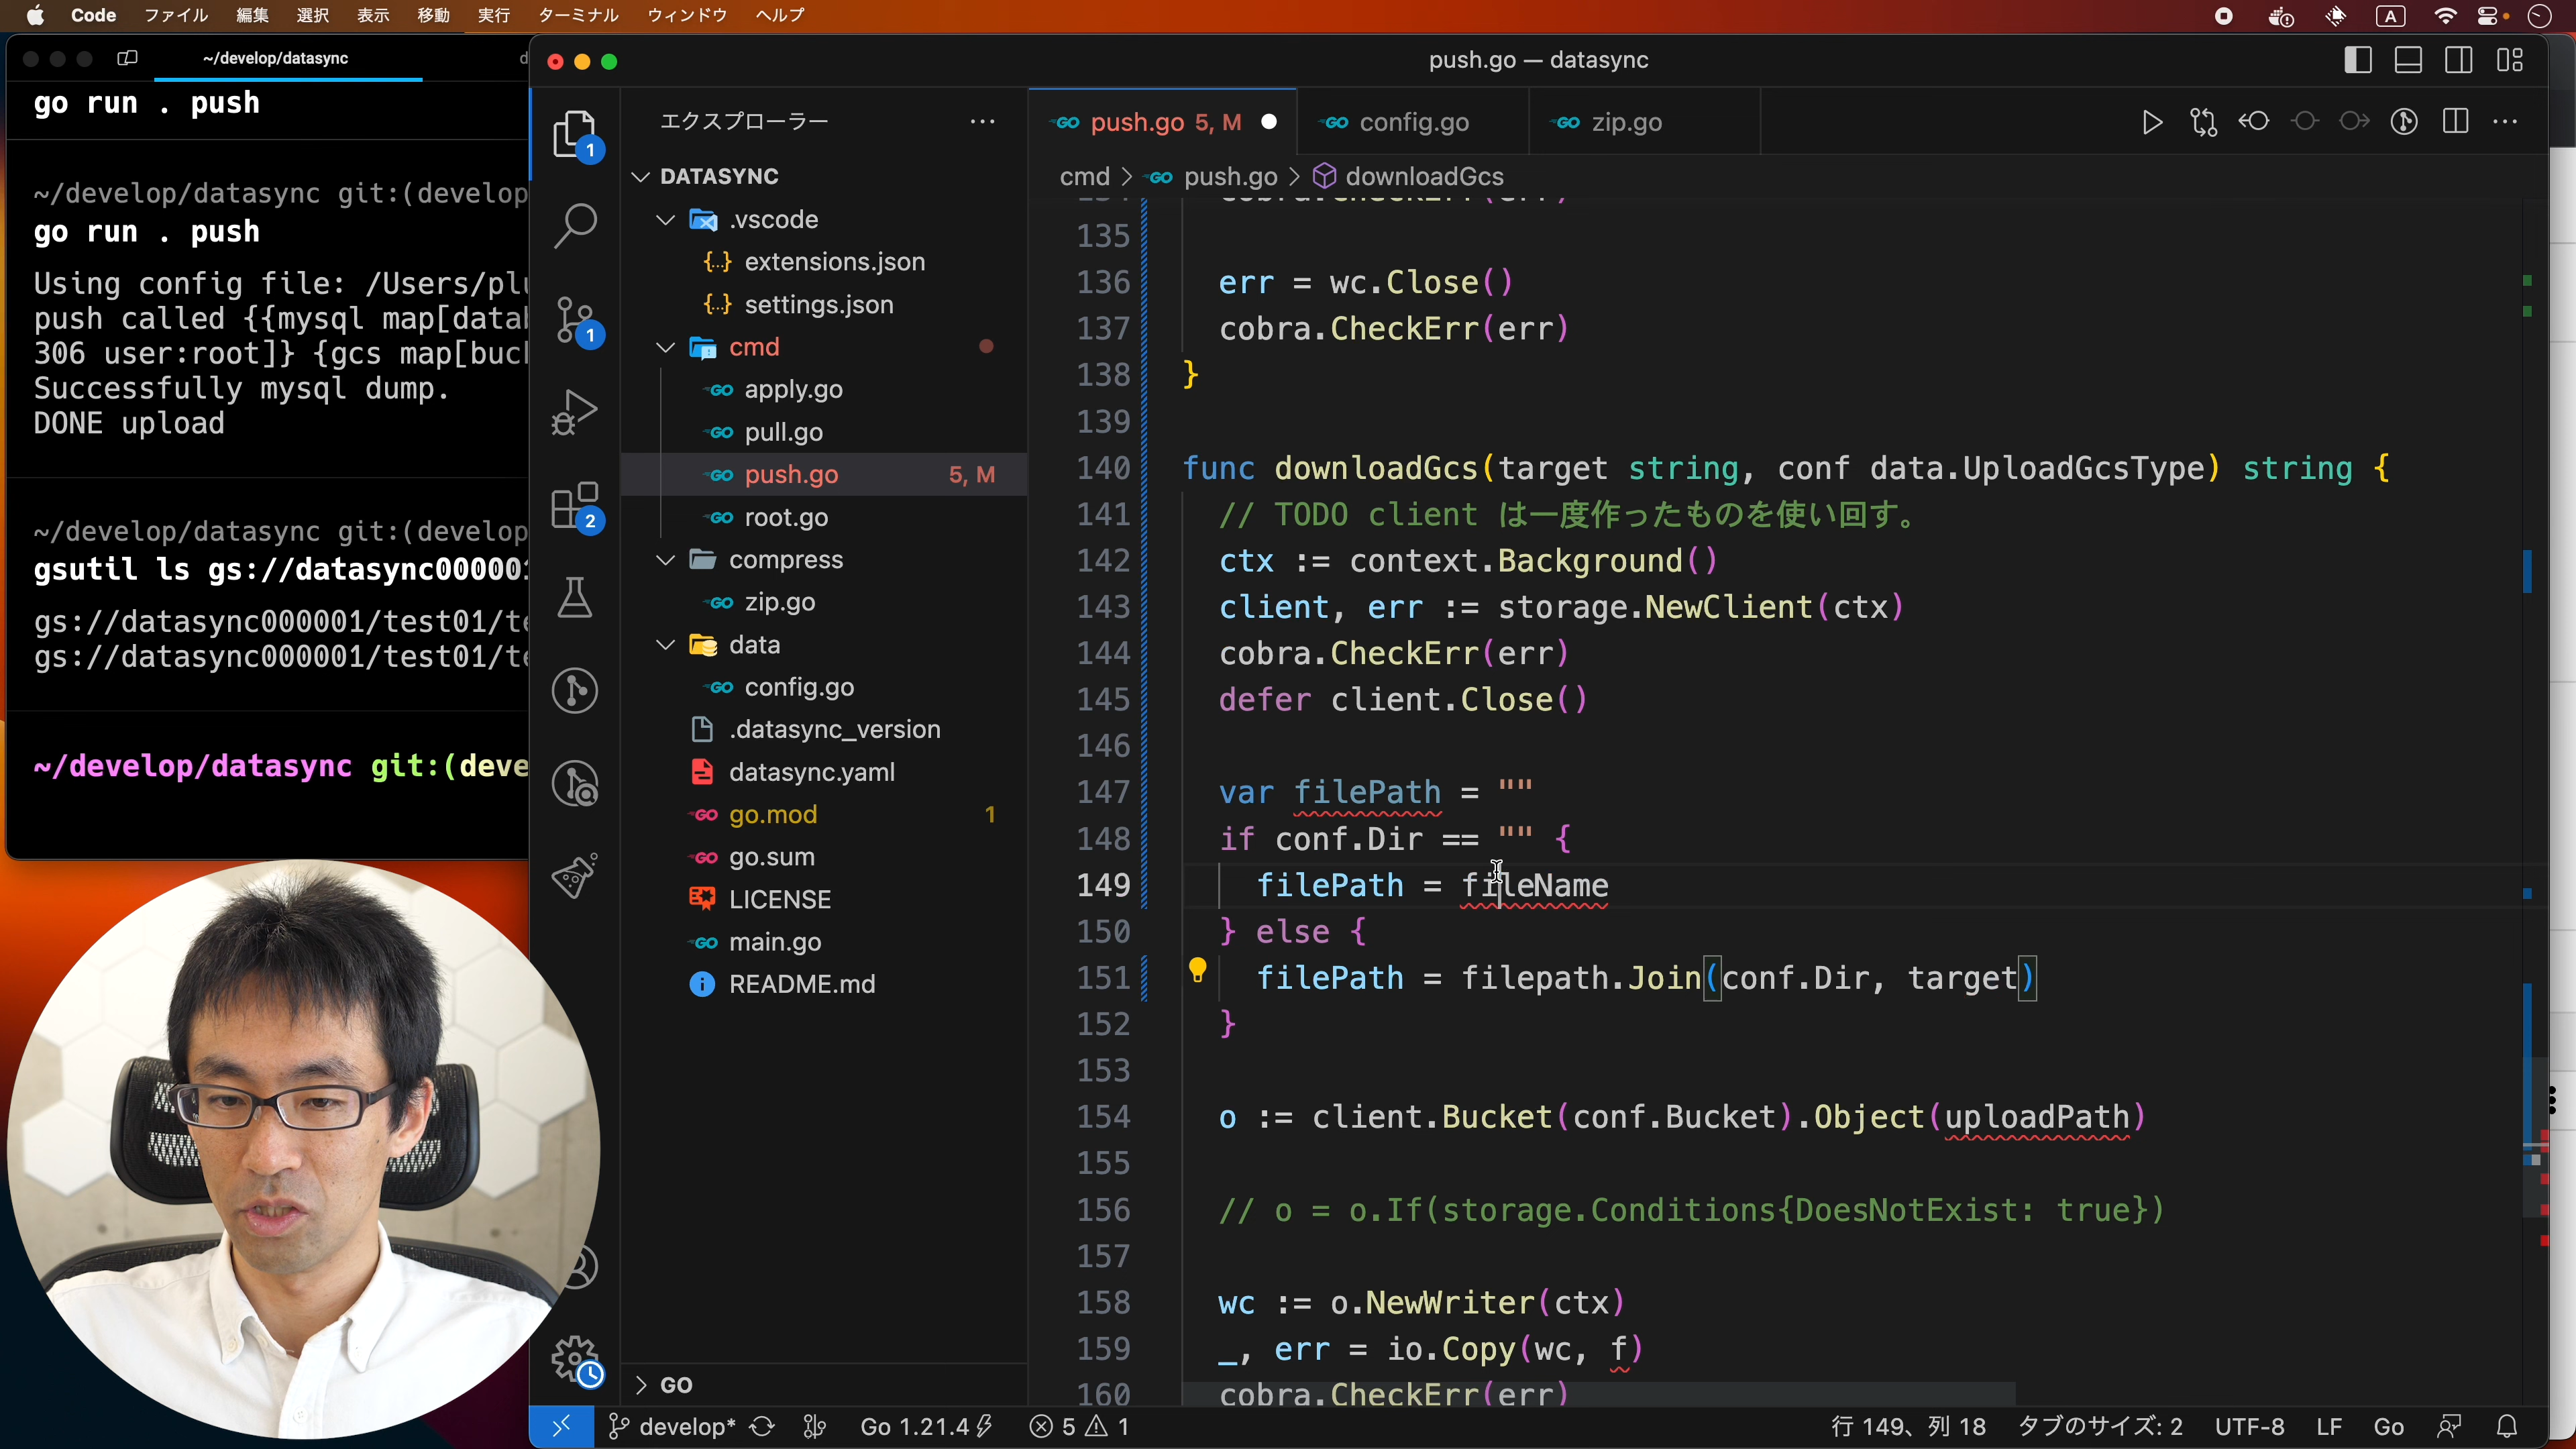 Code ファイル 編集 選択 表示 移動 実行 ターミナル ウィンドウ ヘルプ
A
~/develop/datasync
go run . push
~/develop/datasync git:(develop
go run . push
Using config file: /Users/pl
push called {{mysql map[datab
306 user:root]} {gcs map[buc
Successfully mysql dump.
DONE upload
~/develop/datasync git:(develop
gsutil ls gs://datasync000001
gs://datasync000001/test01/te
gs://datasync000001/test01/te
~/develop/datasync git:(deve
push.go — datasync
エクスプローラー
DATASYNC
.vscode
extensions.json
settings.json
cmd
apply.go
pull.go
push.go 5, M
root.go
compress
zip.go
data
config.go
.datasync_version
datasync.yaml
go.mod 1
go.sum
LICENSE
main.go
README.md
GO
1
1
2
push.go 5, M
config.go
zip.go
cmd > push.go > downloadGcs
135
136 err = wc.Close()
137 cobra.CheckErr(err)
138 }
139
140 func downloadGcs(target string, conf data.UploadGcsType) string {
141 // TODO client は一度作ったものを使い回す。
142 ctx := context.Background()
143 client, err := storage.NewClient(ctx)
144 cobra.CheckErr(err)
145 defer client.Close()
146
147 var filePath = ""
148 if conf.Dir == "" {
149 filePath = fileName
150 } else {
151 filePath = filepath.Join(conf.Dir, target)
152 }
153
154 o := client.Bucket(conf.Bucket).Object(uploadPath)
155
156 // o = o.If(storage.Conditions{DoesNotExist: true})
157
158 wc := o.NewWriter(ctx)
159 _, err = io.Copy(wc, f)
160 cobra.CheckErr(err)
develop* Go 1.21.4 5 1 行 149、列 18 タブのサイズ: 2 UTF-8 LF Go